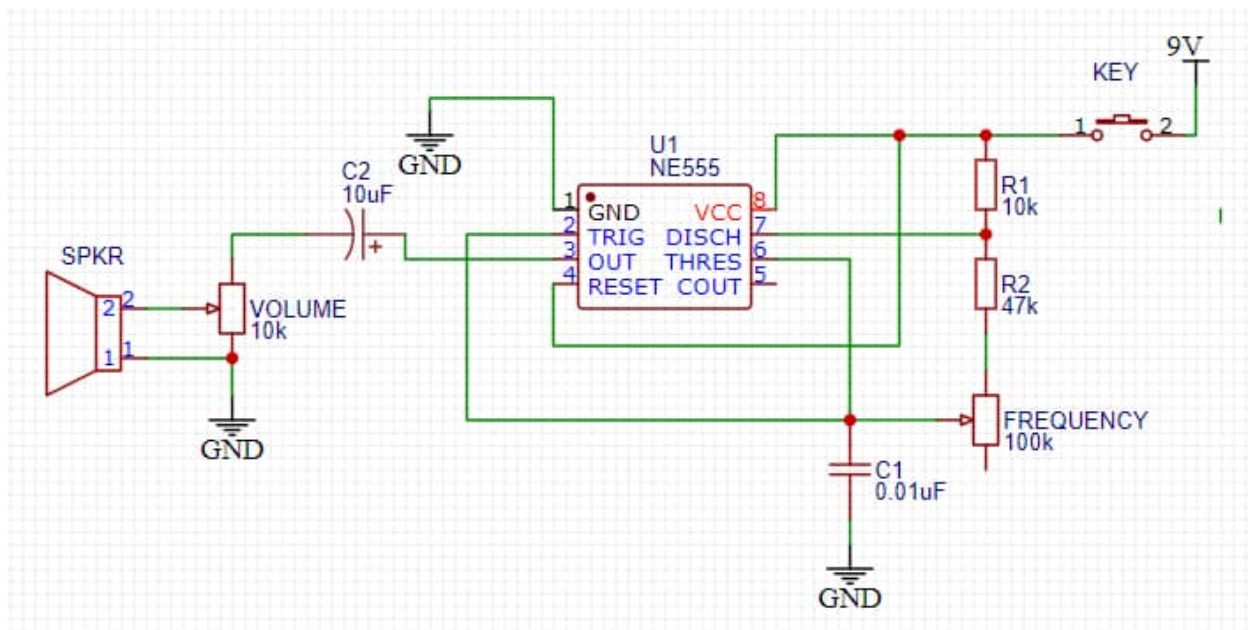 9V
KEY
1
2
GND
U1
NE555
C2
10uF
+
1
GND
VCC
8
2
TRIG
DISCH
7
3
OUT
THRES
6
4
RESET
COUT
5
R1
10k
R2
47k
SPKR
2
2
VOLUME
10k
1
1
GND
FREQUENCY
100k
C1
0.01uF
GND